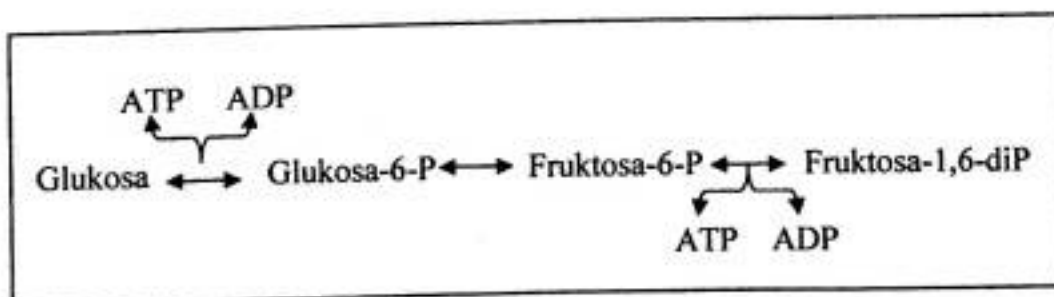 ATP ADP
Glukosa Glukosa-6-P Fruktosa-6-P Fruktosa-1,6-diP
ATP ADP